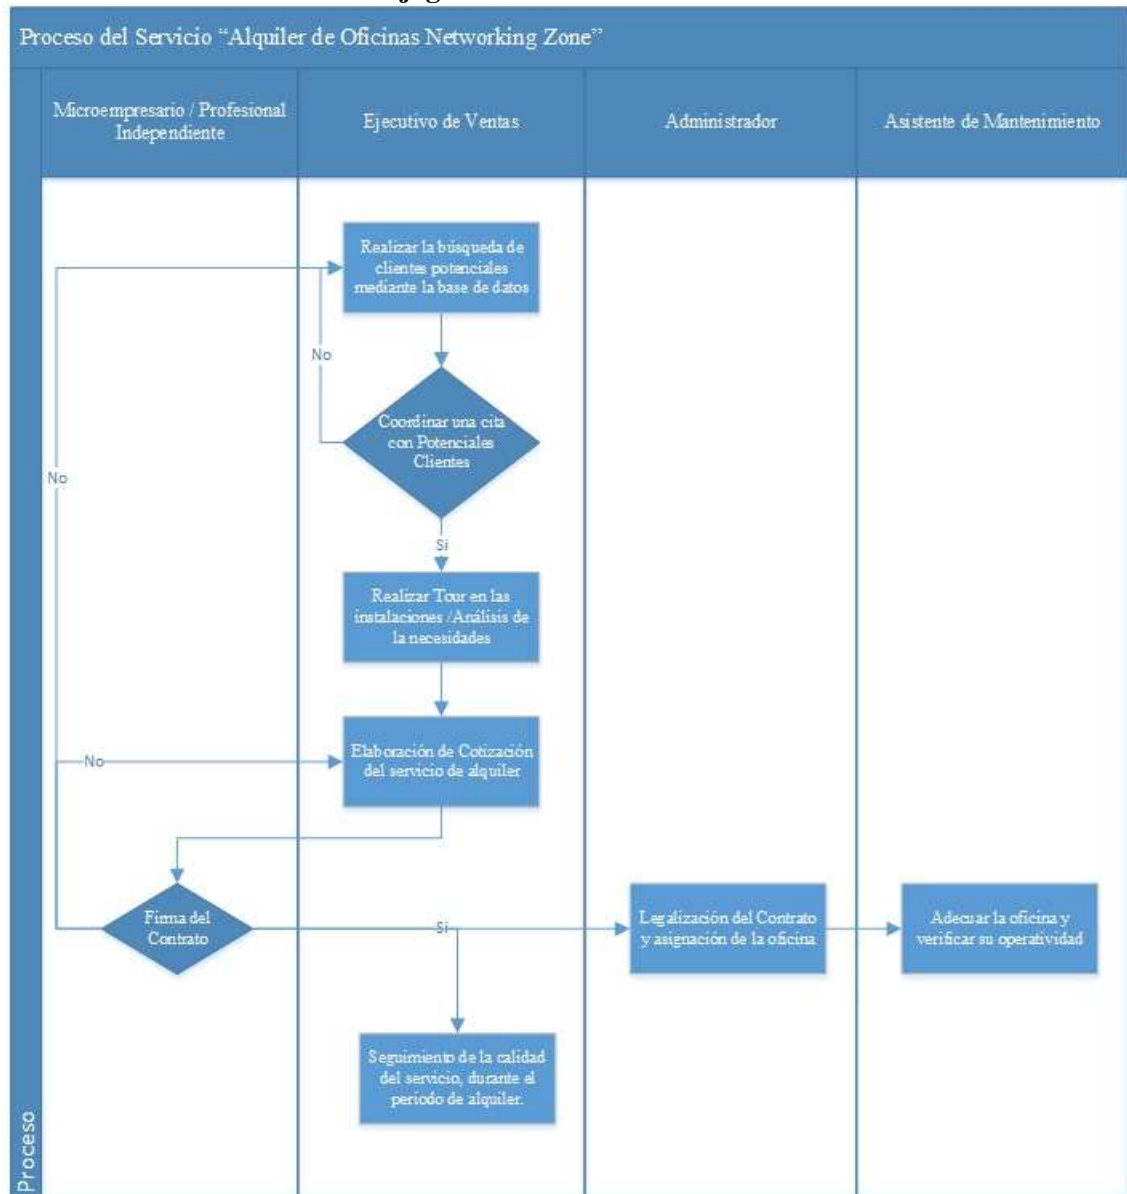 Proceso del Servicio “Alquiler de Oficinas Networking Zone”
Microempresario / Profesional
Independiente
Ejecutivo de Ventas
Administrador
Asistente de Mantenimiento
Realizar la búsqueda de
clientes potenciales
mediante la base de datos
No
Coordinar una cita
con Potenciales
Clientes
No
Si
Realizar Tour en las
instalaciones /Análisis de
la necesidades
Elaboración de Cotización
del servicio de alquiler
No
Firma del
Contrato
Si
Legalización del Contrato
y asignación de la oficina
Adecuar la oficina y
verificar su operatividad
Seguimiento de la calidad
del servicio, durante el
periodo de alquiler.
Proceso